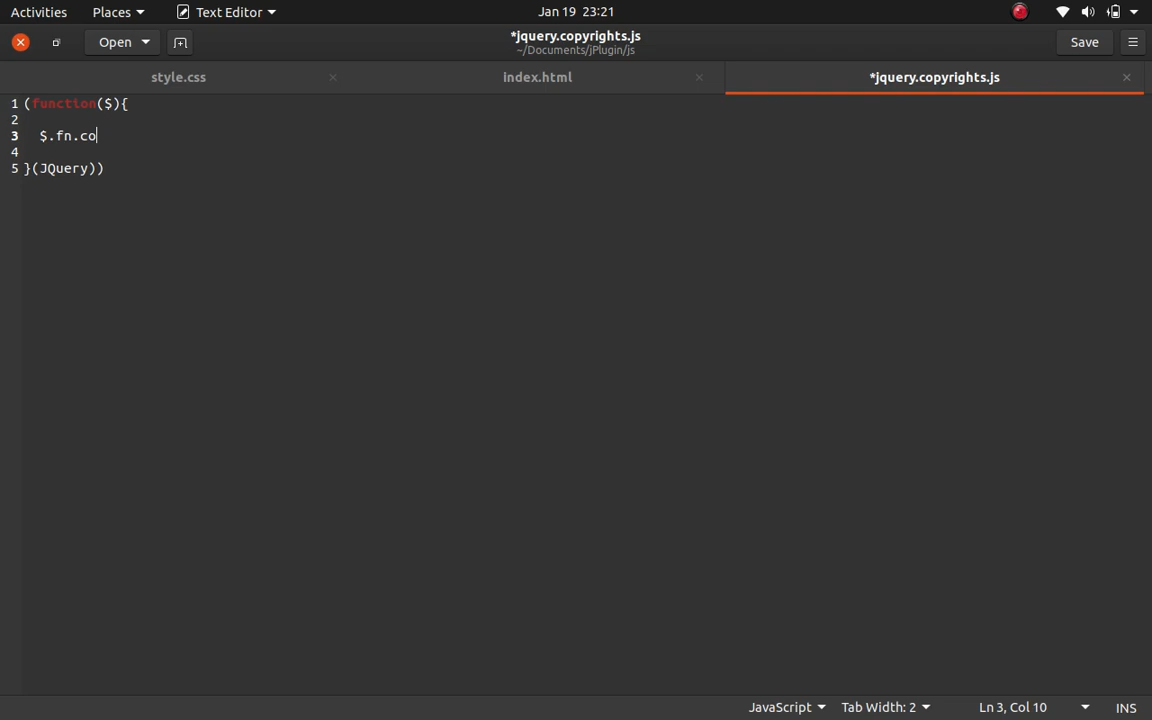 Activities Places Text Editor Jan 19 23:21
Open *jquery.copyrights.js Save
~/Documents/jPlugin/js
style.css index.html *jquery.copyrights.js
1 (function($){
2
3   $.fn.co
4
5 }(JQuery))
JavaScript Tab Width: 2 Ln 3, Col 10 INS